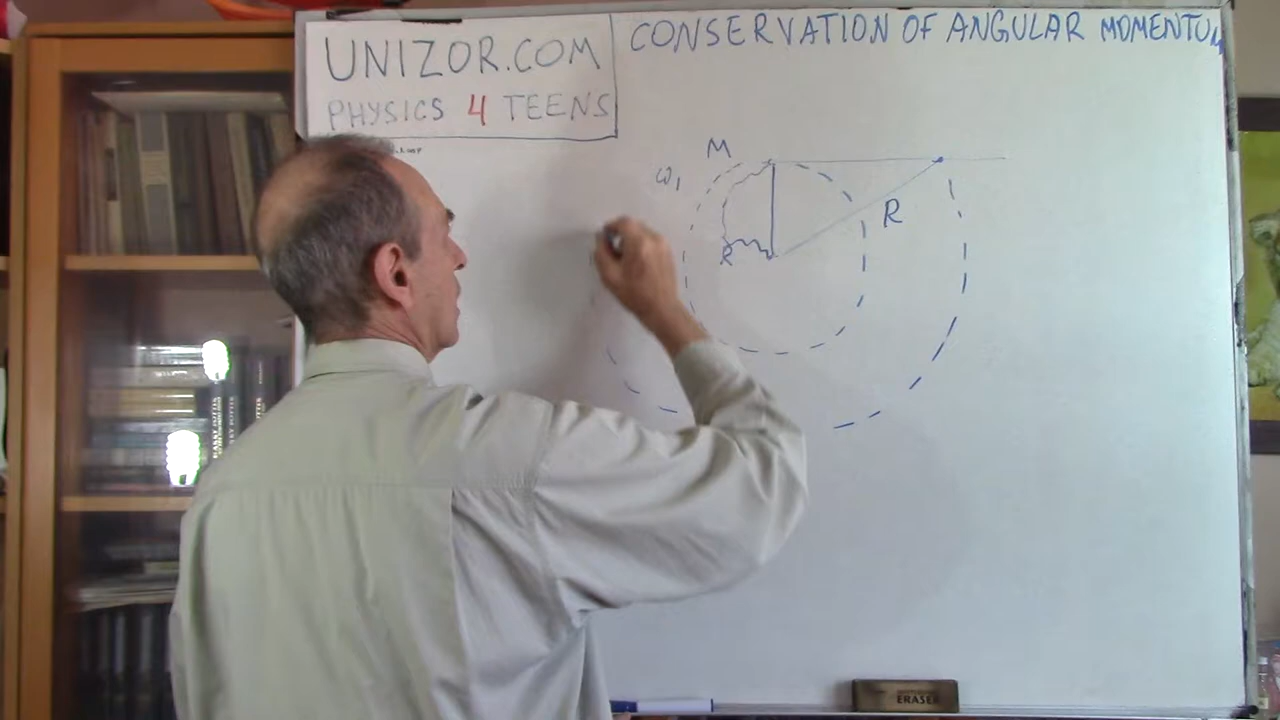 UNIZOR.COM
PHYSICS 4 TEENS
CONSERVATION OF ANGULAR MOMENTUM
M
ω₁
R
R
ERASER